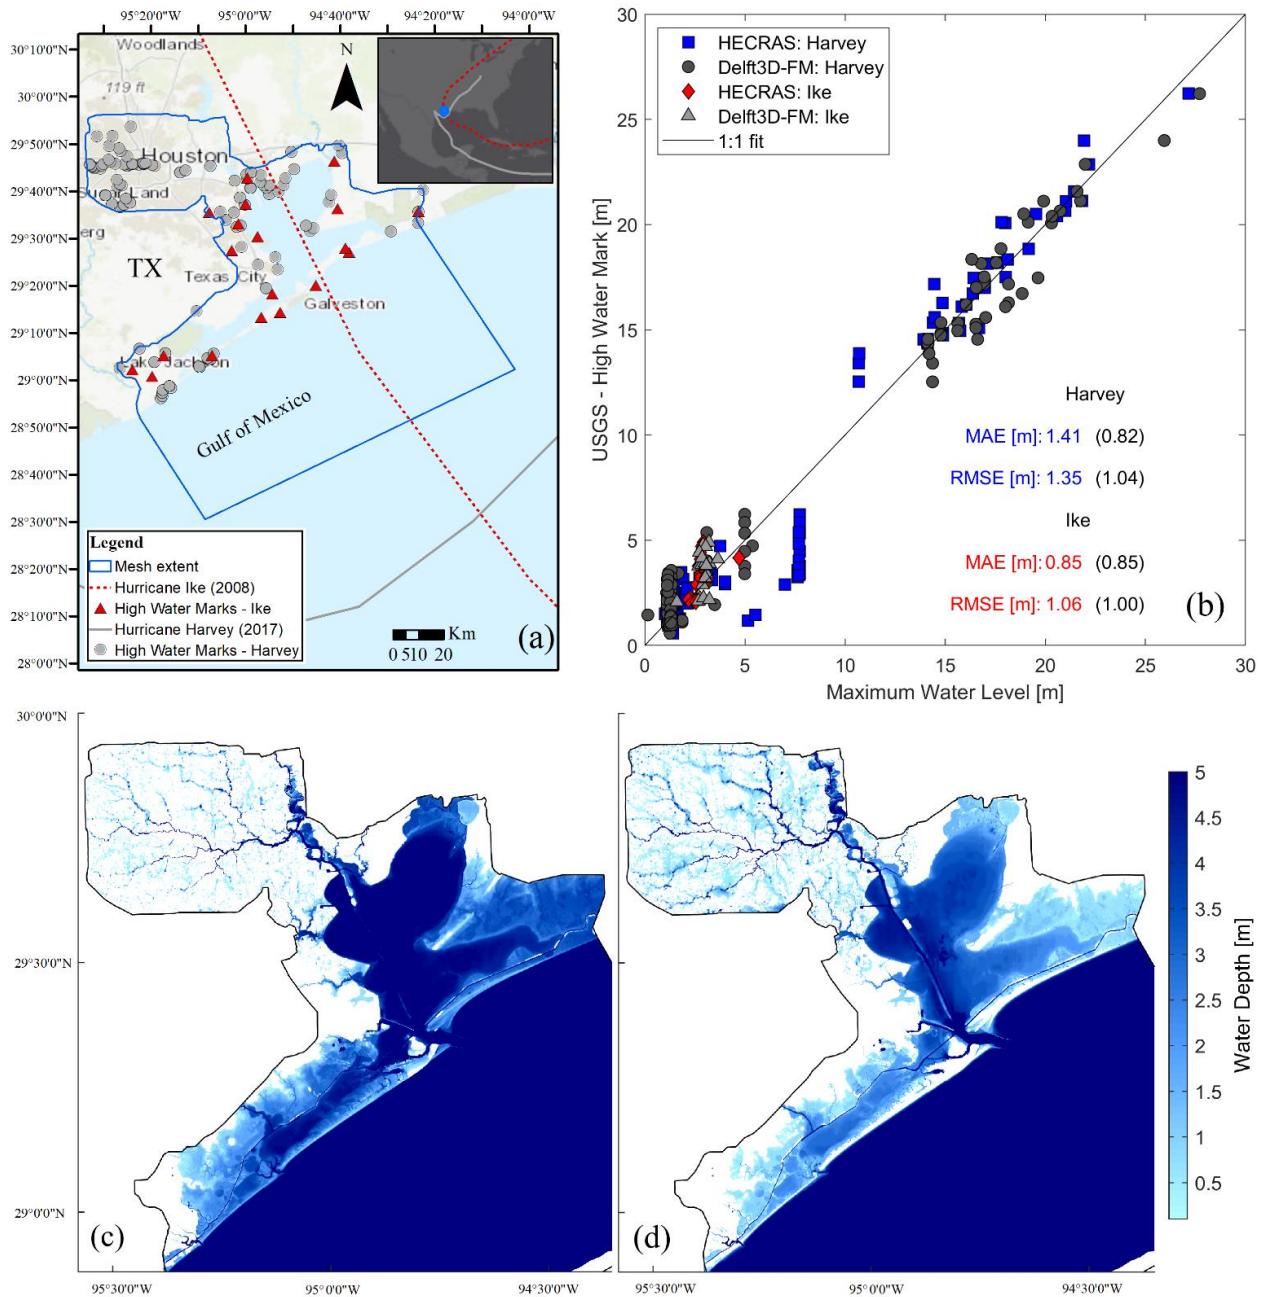 95°20'0"W 95°0'0"W 94°40'0"W 94°20'0"W 94°0'0"W
30°10'0"N
30°0'0"N
29°50'0"N
29°40'0"N
29°30'0"N
29°20'0"N
29°10'0"N
29°0'0"N
28°50'0"N
28°40'0"N
28°30'0"N
28°20'0"N
28°10'0"N
28°0'0"N
Woodlands
119 ft
N
Houston
Sugar Land
erg
TX
Texas City
Galveston
Lake Jackson
Gulf of Mexico
Legend
Mesh extent
Hurricane Ike (2008)
High Water Marks - Ike
Hurricane Harvey (2017)
High Water Marks - Harvey
Km
0 5 10 20
(a)
30
25
20
15
10
5
0
USGS - High Water Mark [m]
HECRAS: Harvey
Delft3D-FM: Harvey
HECRAS: Ike
Delft3D-FM: Ike
1:1 fit
Harvey
MAE [m]: 1.41 (0.82)
RMSE [m]: 1.35 (1.04)
Ike
MAE [m]: 0.85 (0.85)
RMSE [m]: 1.06 (1.00)
(b)
0 5 10 15 20 25 30
Maximum Water Level [m]
30°0'0"N
29°30'0"N
29°0'0"N
(c)
95°30'0"W 95°0'0"W 94°30'0"W
(d)
95°30'0"W 95°0'0"W 94°30'0"W
5
4.5
4
3.5
3
2.5
2
1.5
1
0.5
Water Depth [m]